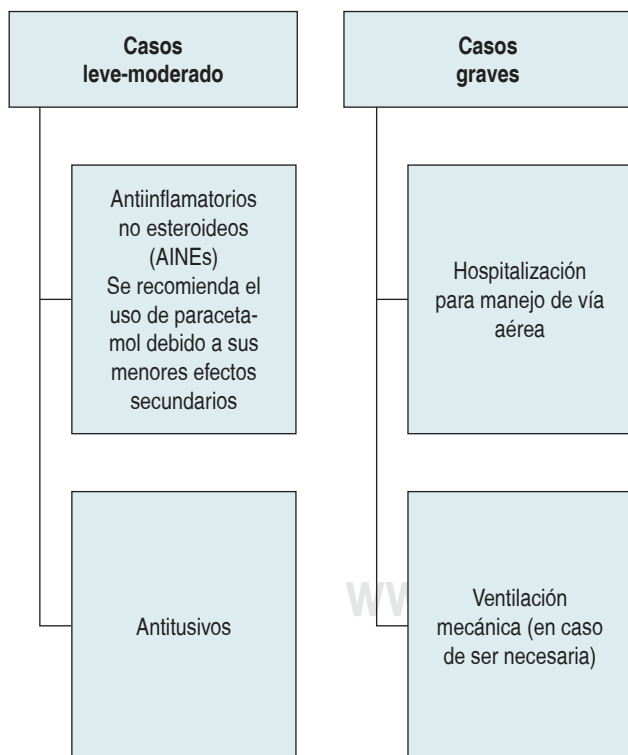 Casos
leve-moderado
Antiinflamatorios
no esteroideos
(AINEs)
Se recomienda el
uso de paraceta-
mol debido a sus
menores efectos
secundarios
Antitusivos
Casos
graves
Hospitalización
para manejo de vía
aérea
Ventilación
mecánica (en caso
de ser necesaria)